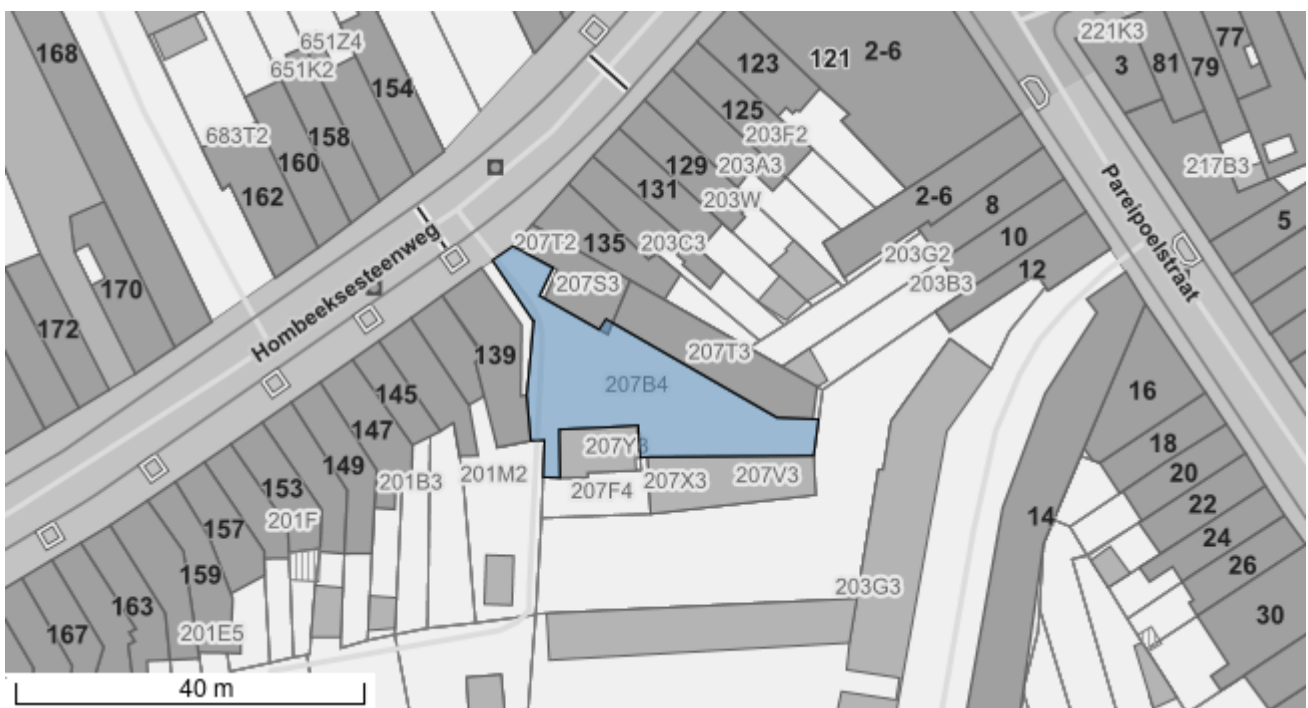 168
651Z4
651K2
154
683T2
158
160
162
170
172
123
121
2-6
125
203F2
129
203A3
131
203W
135
203C3
207T2
207S3
2-6
8
10
12
203G2
203B3
221K3
3
81
79
77
217B3
5
Pareipoelstraat
Hombeeksesteenweg
139
207T3
207B4
145
147
149
201B3
201M2
207Y3
207F4
207X3
207V3
153
201F
157
159
163
167
201E5
203G3
14
16
18
20
22
24
26
30
40 m